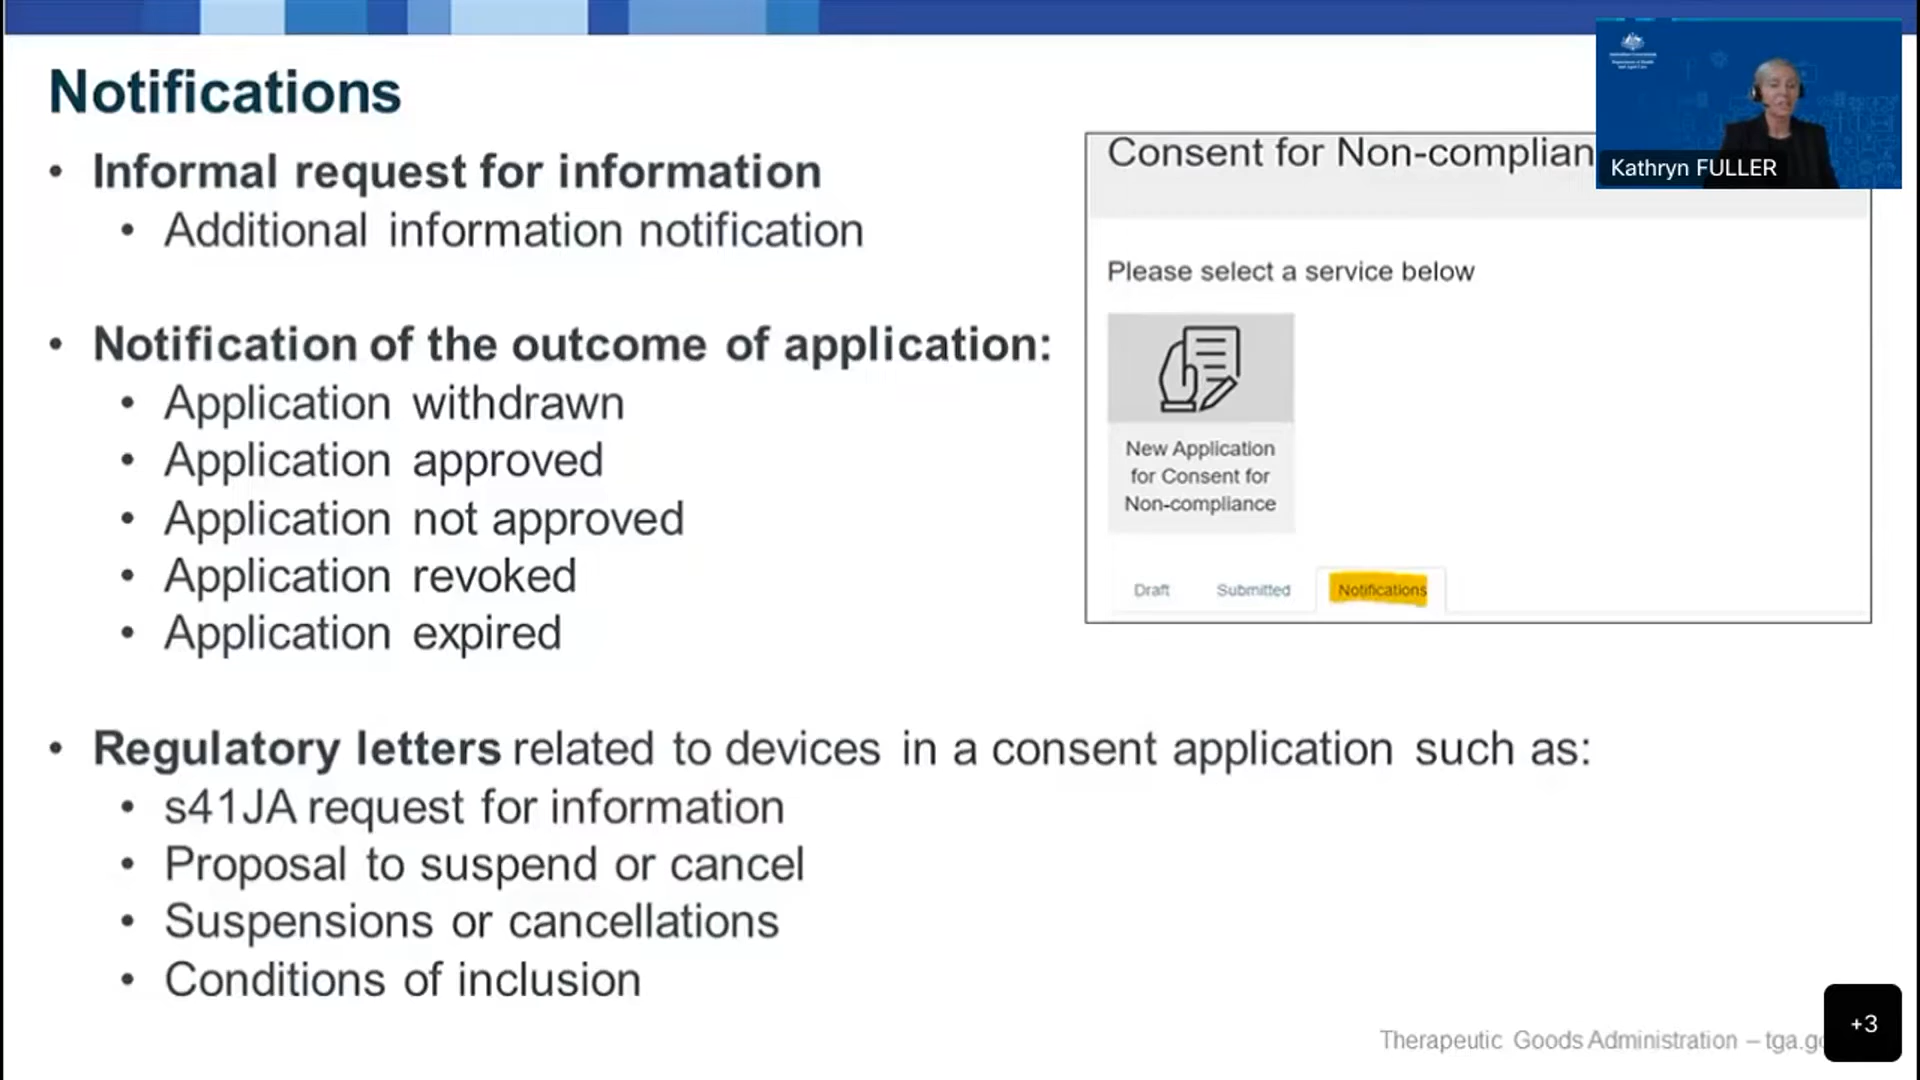 Notifications
Informal request for information
Additional information notification
Notification of the outcome of application:
Application withdrawn
Application approved
Application not approved
Application revoked
Application expired
Regulatory letters related to devices in a consent application such as:
s41JA request for information
Proposal to suspend or cancel
Suspensions or cancellations
Conditions of inclusion
Consent for Non-complian
Please select a service below
New Application
for Consent for
Non-compliance
Draft
Submitted
Notifications
Kathryn FULLER
Therapeutic Goods Administration – tga.g
+3